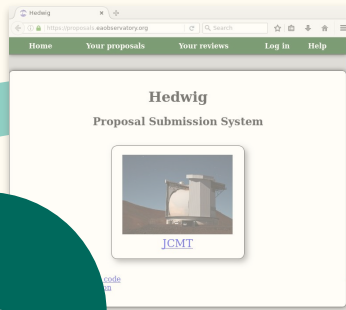 Hedwig
https://proposals.eaobservatory.org
Search
Home Your proposals Your reviews Log in Help
Hedwig
Proposal Submission System
JCMT
code